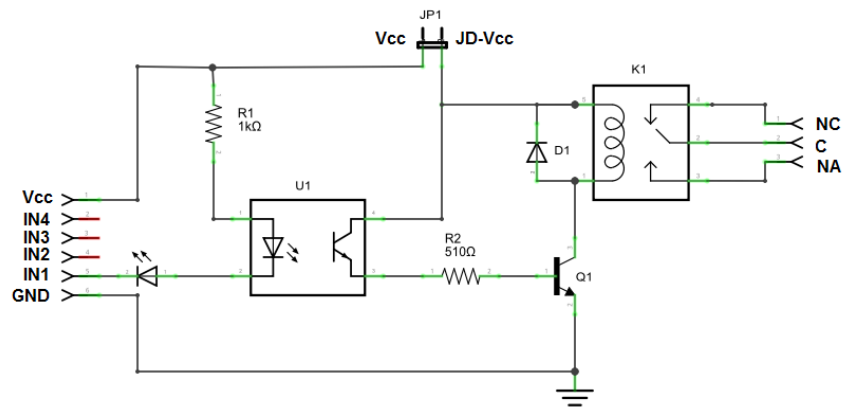 JP1
Vcc JD-Vcc
K1
R1
1kΩ
D1
NC
C
NA
U1
Vcc
IN4
IN3
IN2
IN1
GND
R2
510Ω
Q1